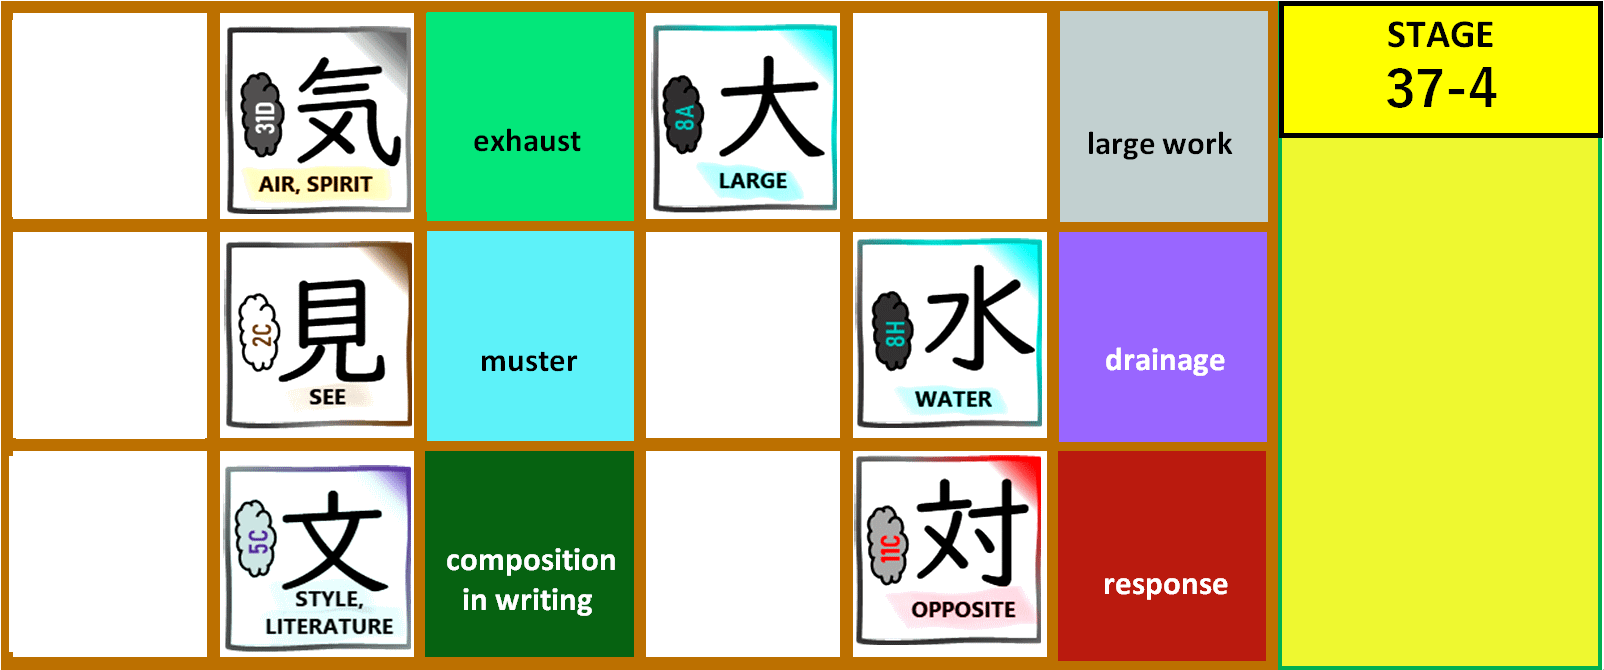 31D
気
AIR, SPIRIT
exhaust
8A
大
LARGE
large work
STAGE
37-4
2C
見
SEE
muster
8H
水
WATER
drainage
5C
文
STYLE,
LITERATURE
composition
in writing
11C
対
OPPOSITE
response